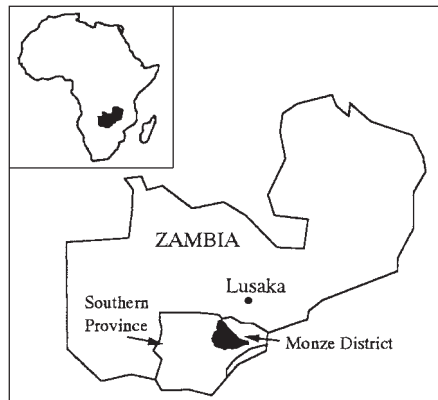 ZAMBIA
Lusaka
Southern
Province
Monze District